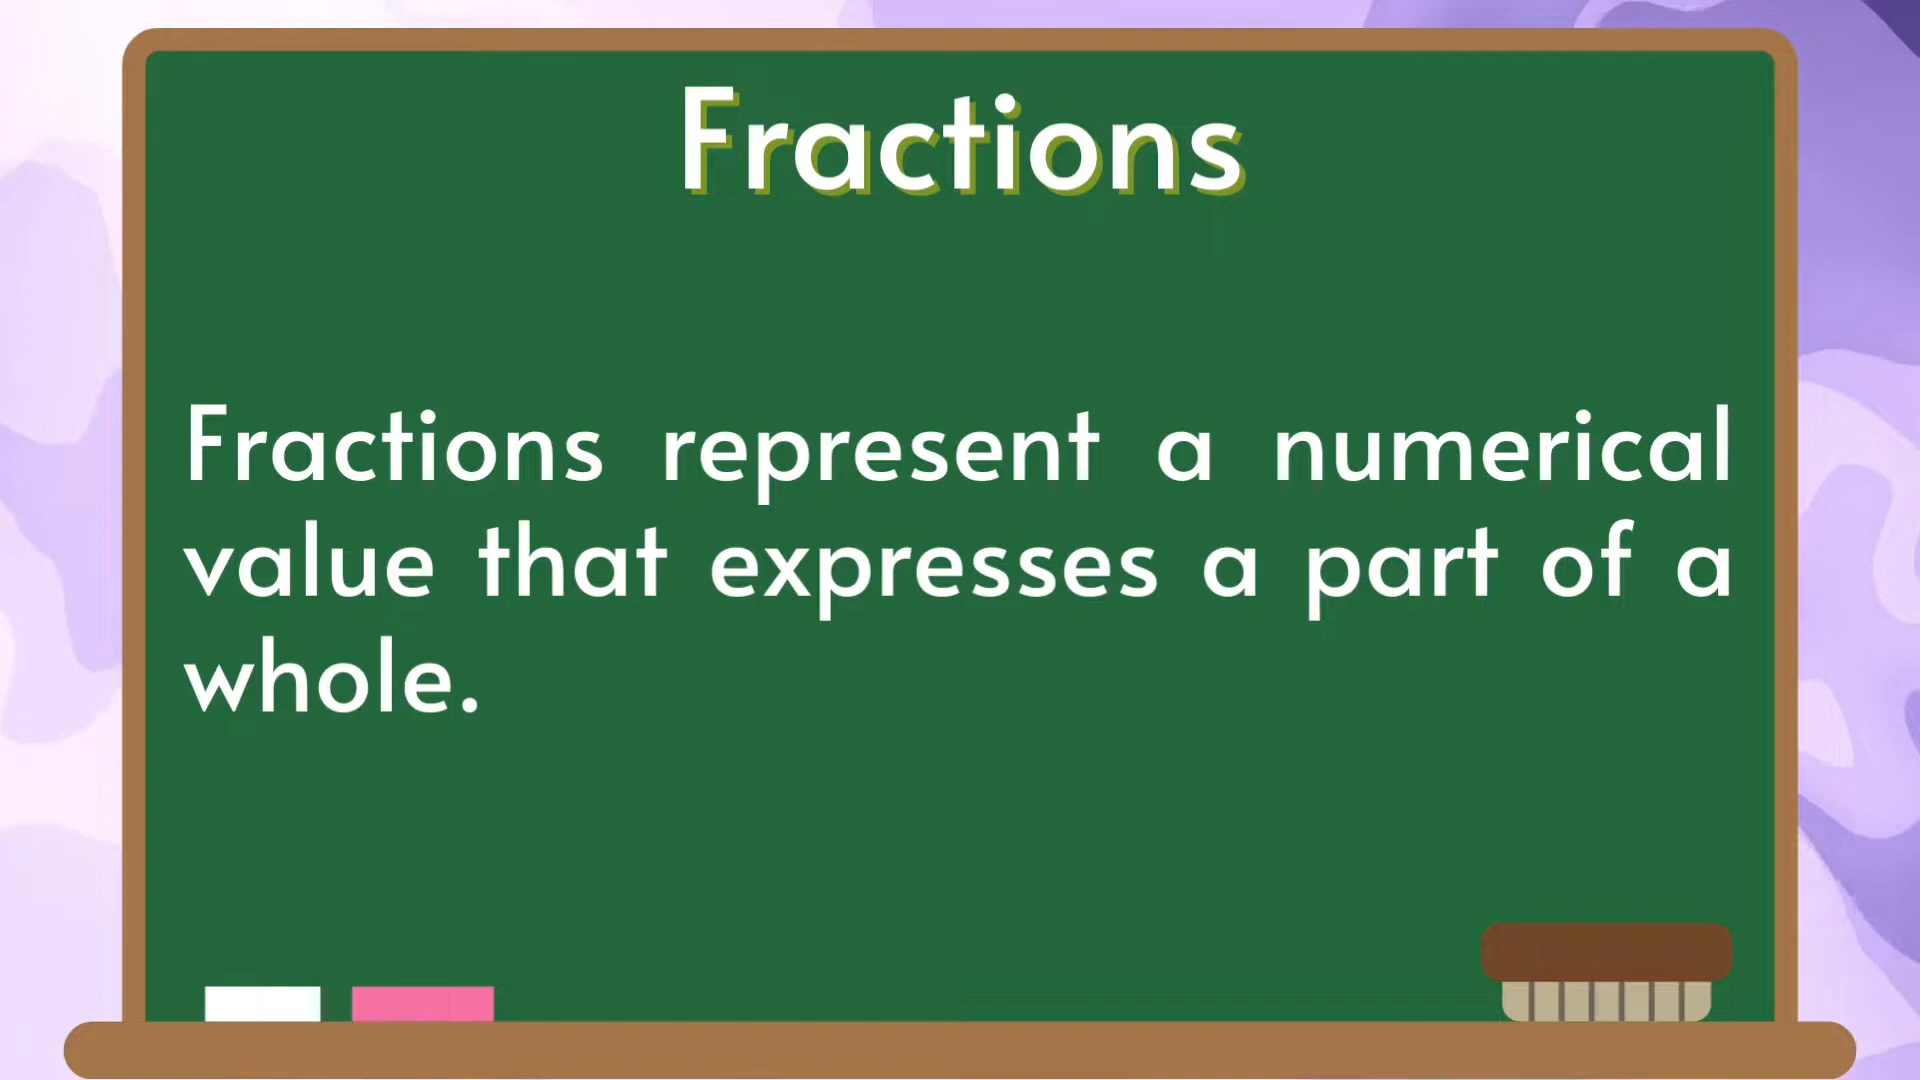 Fractions
Fractions represent a numerical
value that expresses a part of a
whole.